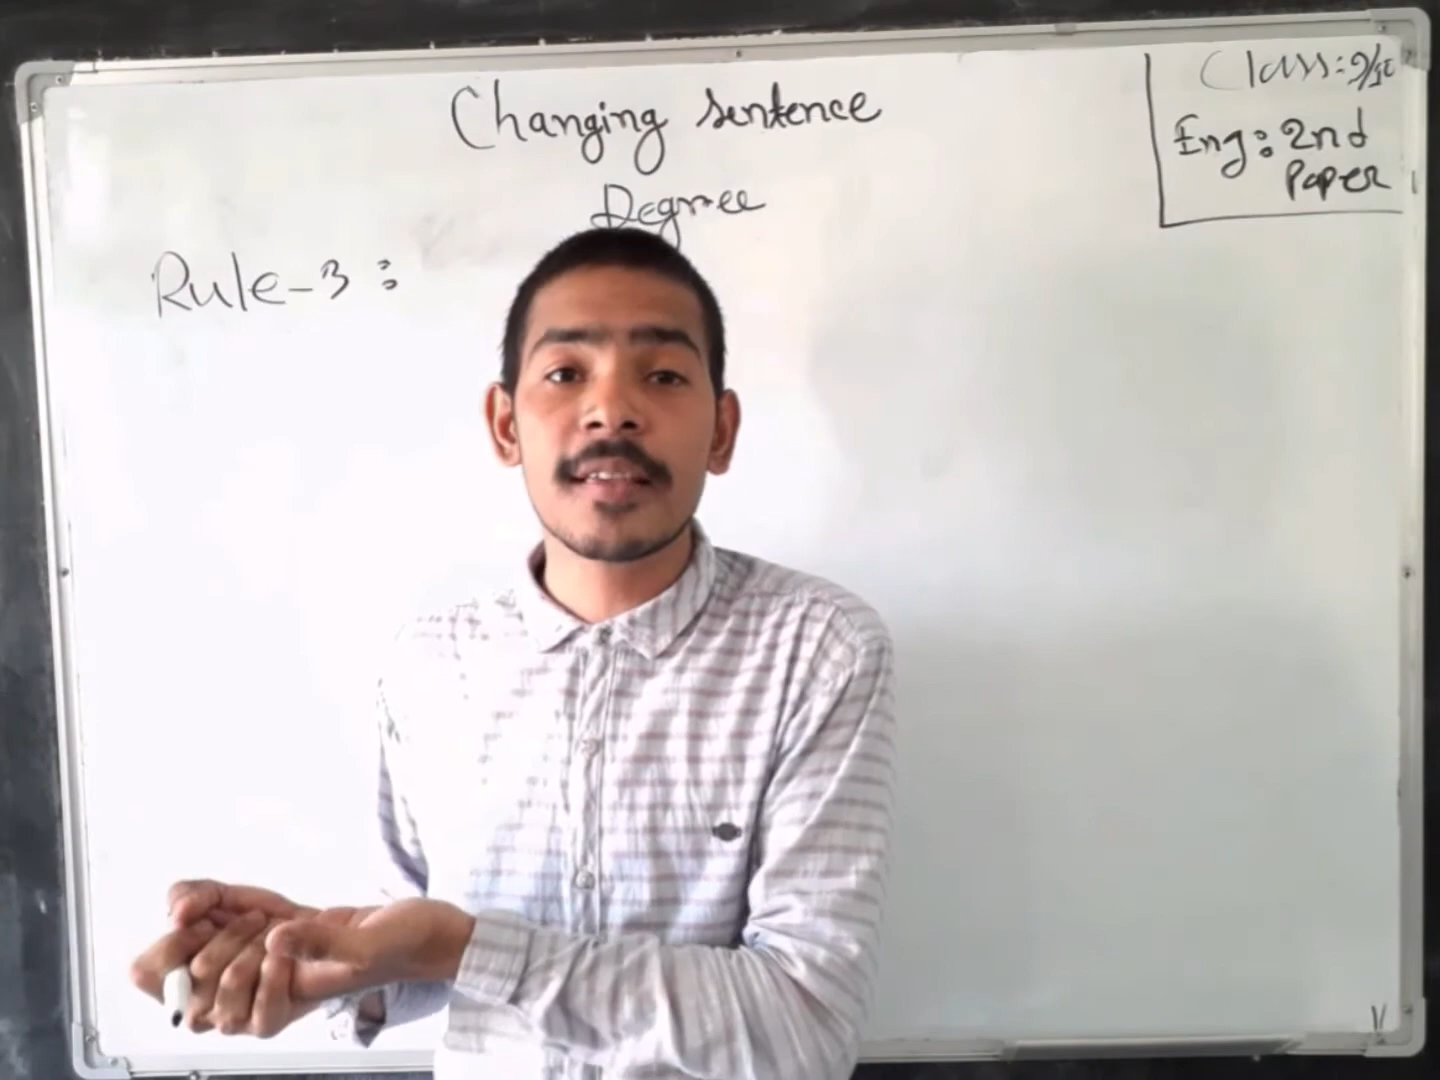 Changing sentence
Degree
Class: 9/10
Eng: 2nd
Paper
Rule-3: